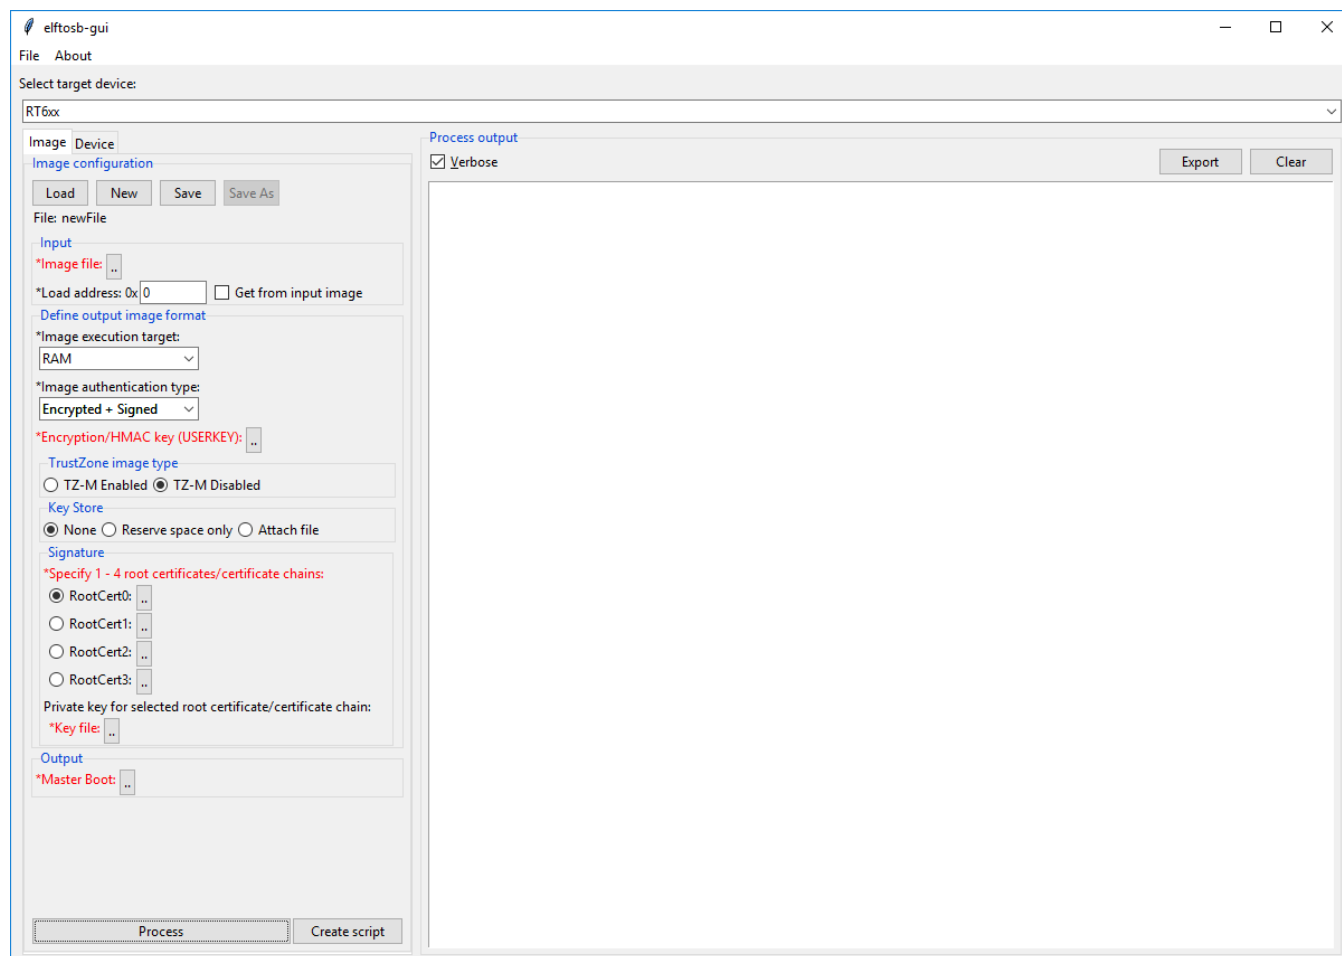 elftosb-gui
File About
Select target device:
RT6xx
Image Device
Image configuration
Load New Save Save As
File: newFile
Input
*Image file: ..
*Load address: 0x 0 Get from input image
Define output image format
*Image execution target:
RAM
*Image authentication type:
Encrypted + Signed
*Encryption/HMAC key (USERKEY): ..
TrustZone image type
TZ-M Enabled TZ-M Disabled
Key Store
None Reserve space only Attach file
Signature
*Specify 1 - 4 root certificates/certificate chains:
RootCert0: ..
RootCert1: ..
RootCert2: ..
RootCert3: ..
Private key for selected root certificate/certificate chain:
*Key file: ..
Output
*Master Boot: ..
Process Create script
Process output
Verbose Export Clear